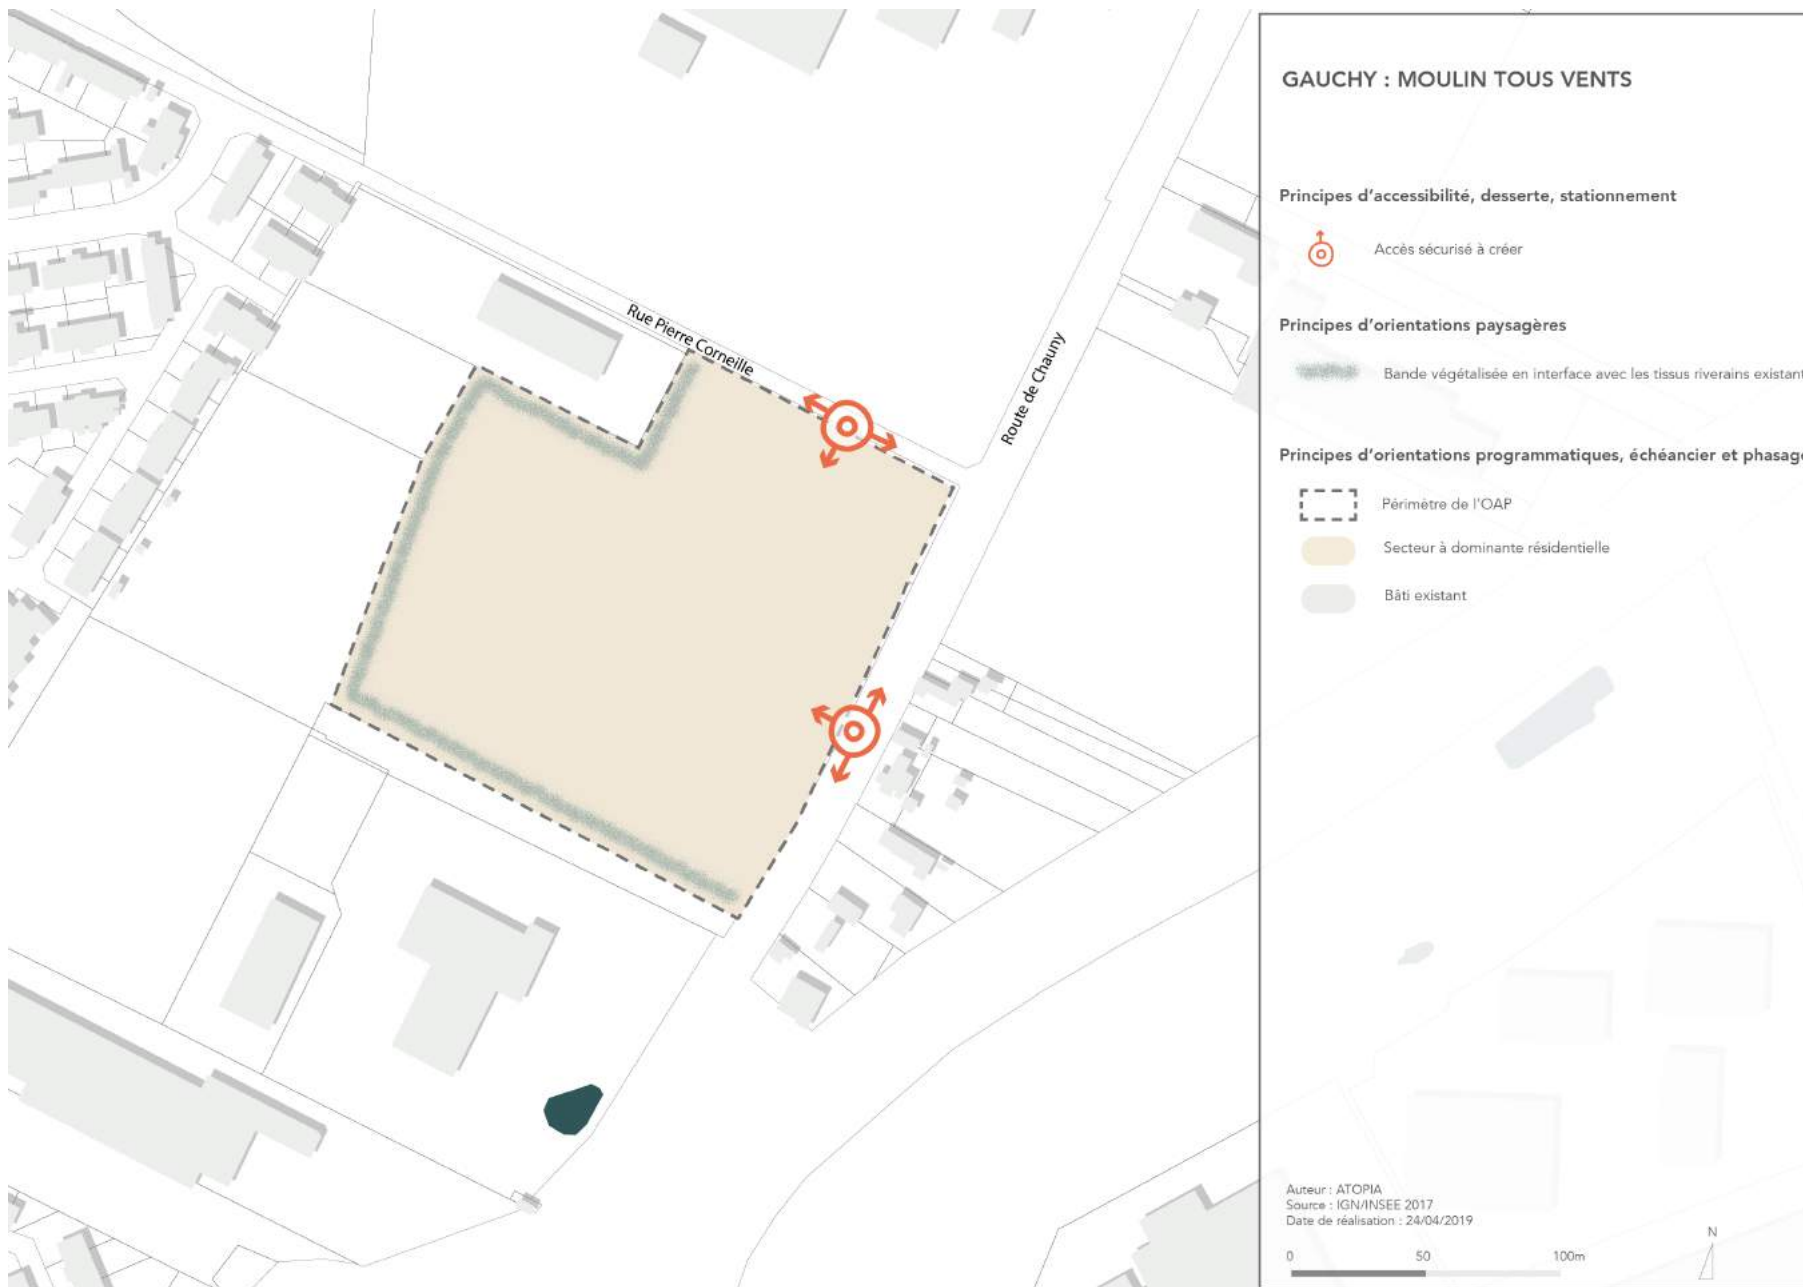 GAUCHY : MOULIN TOUS VENTS
Principes d'accessibilité, desserte, stationnement
Accès sécurisé à créer
Principes d'orientations paysagères
Bande végétalisée en interface avec les tissus riverains existant
Principes d'orientations programmatiques, échéancier et phasage
Périmètre de l'OAP
Secteur à dominante résidentielle
Bâti existant
Rue Pierre Corneille
Route de Chauny
Auteur : ATOPIA
Source : IGN/INSEE 2017
Date de réalisation : 24/04/2019
0 50 100m
N